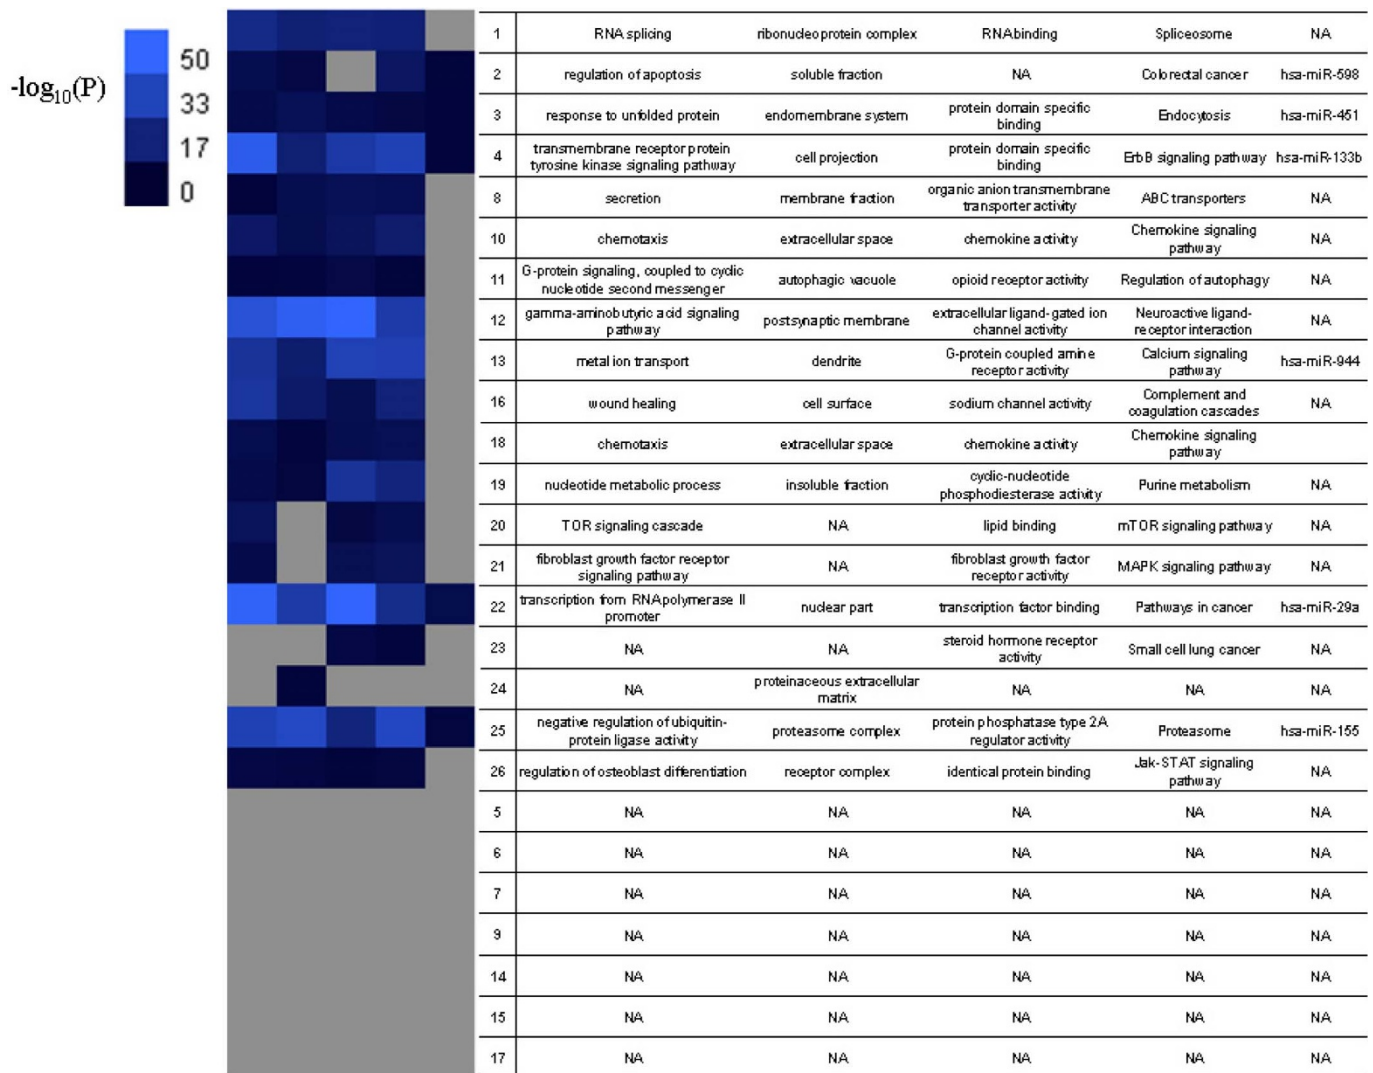 -log10(P)
50
33
17
0
1 RNA splicing ribonucleoprotein complex RNA binding Spliceosome NA
2 regulation of apoptosis soluble fraction NA Colorectal cancer hsa-miR-598
3 response to unfolded protein endomembrane system protein domain specific binding Endocytosis hsa-miR-451
4 transmembrane receptor protein tyrosine kinase signaling pathway cell projection protein domain specific binding ErbB signaling pathway hsa-miR-133b
8 secretion membrane fraction organic anion transmembrane transporter activity ABC transporters NA
10 chemotaxis extracellular space chemokine activity Chemokine signaling pathway NA
11 G-protein signaling, coupled to cyclic nucleotide second messenger autophagic vacuole opioid receptor activity Regulation of autophagy NA
12 gamma-aminobutyric acid signaling pathway postsynaptic membrane extracellular ligand-gated ion channel activity Neuroactive ligand-receptor interaction NA
13 metal ion transport dendrite G-protein coupled amine receptor activity Calcium signaling pathway hsa-miR-944
16 wound healing cell surface sodium channel activity Complement and coagulation cascades NA
18 chemotaxis extracellular space chemokine activity Chemokine signaling pathway
19 nucleotide metabolic process insoluble fraction cyclic-nucleotide phosphodiesterase activity Purine metabolism NA
20 TOR signaling cascade NA lipid binding mTOR signaling pathway NA
21 fibroblast growth factor receptor signaling pathway NA fibroblast growth factor receptor activity MAPK signaling pathway NA
22 transcription from RNA polymerase II promoter nuclear part transcription factor binding Pathways in cancer hsa-miR-29a
23 NA NA steroid hormone receptor activity Small cell lung cancer NA
24 NA proteinaceous extracellular matrix NA NA NA
25 negative regulation of ubiquitin-protein ligase activity proteasome complex protein phosphatase type 2A regulator activity Proteasome hsa-miR-155
26 regulation of osteoblast differentiation receptor complex identical protein binding Jak-STAT signaling pathway NA
5 NA NA NA NA NA
6 NA NA NA NA NA
7 NA NA NA NA NA
9 NA NA NA NA NA
14 NA NA NA NA NA
15 NA NA NA NA NA
17 NA NA NA NA NA